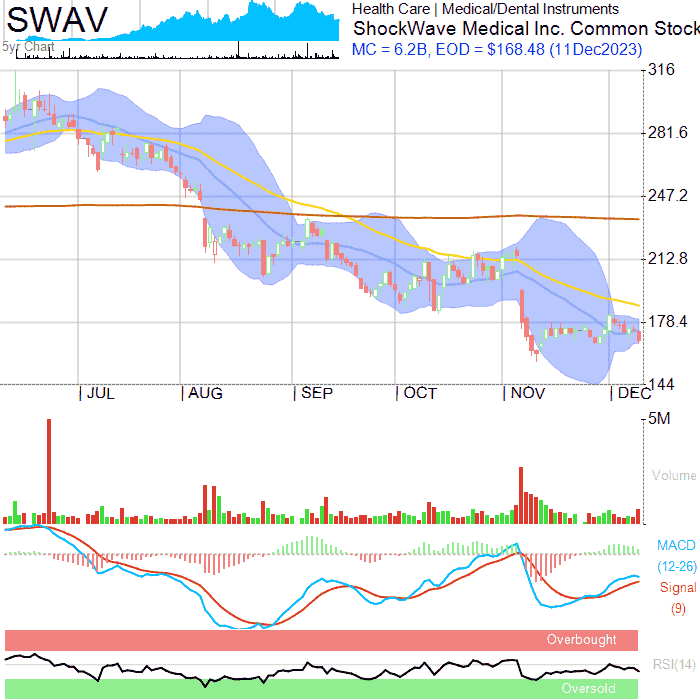 SWAV
5yr Chart
Health Care | Medical/Dental Instruments
ShockWave Medical Inc. Common Stock
MC = 6.2B, EOD = $168.48 (11Dec2023)
316
281.6
247.2
212.8
178.4
144
JUL AUG SEP OCT NOV DEC
5M
Volume
MACD
(12-26)
Signal
(9)
Overbought
RSI(14)
Oversold